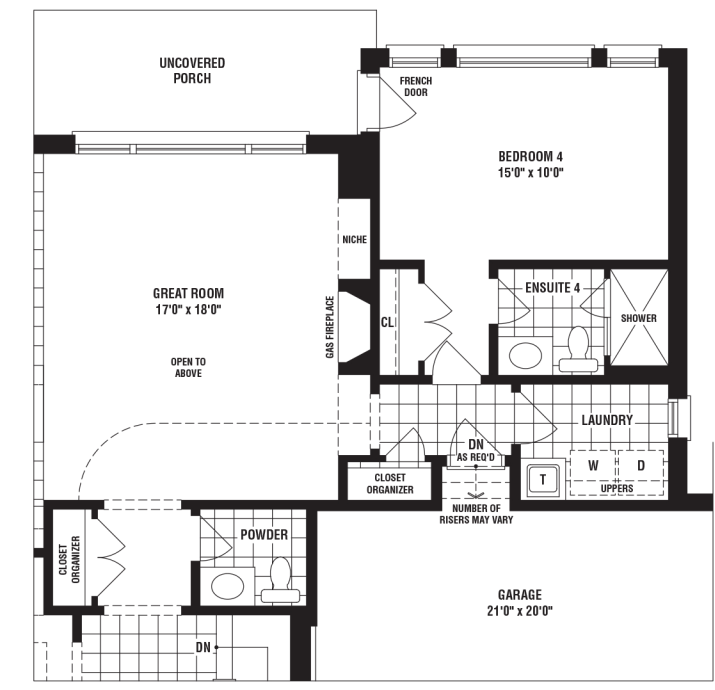 UNCOVERED
PORCH
FRENCH
DOOR
BEDROOM 4
15'0" x 10'0"
NICHE
GREAT ROOM
17'0" x 18'0"
GAS FIREPLACE
CL
ENSUITE 4
SHOWER
OPEN TO
ABOVE
LAUNDRY
DN
AS REQ'D
W
D
T
UPPERS
CLOSET
ORGANIZER
NUMBER OF
RISERS MAY VARY
CLOSET
ORGANIZER
POWDER
GARAGE
21'0" x 20'0"
DN